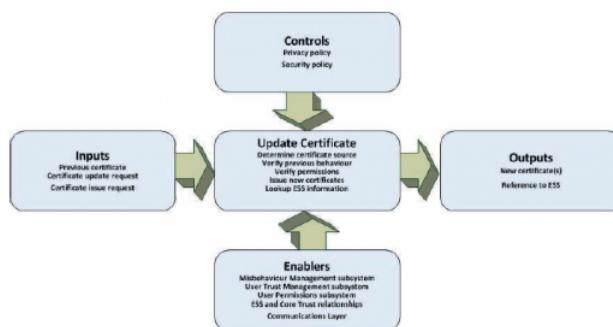 Controls
Privacy policy
Security policy
Inputs
Previous certificate
Certificate update request
Certificate issue request
Update Certificate
Determine certificate source
Verify previous behaviour
Verify permissions
Issue new certificates
Lookup ESS information
Outputs
New certificate(s)
Reference to ESS
Enablers
Misbehaviour Management subsystem
User Trust Management subsystem
User Permissions subsystem
ESS and Core Trust relationships
Communications Layer